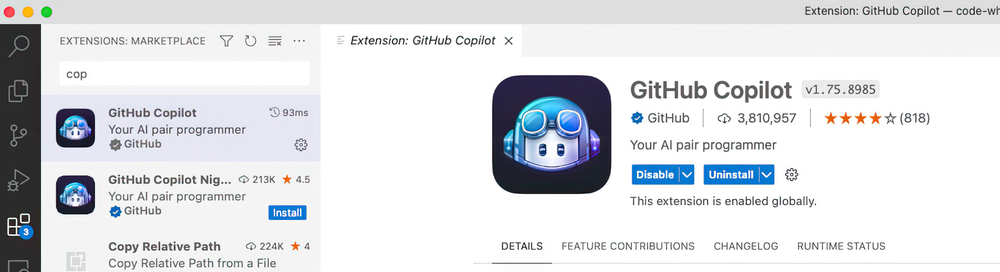 Extension: GitHub Copilot — code-wh
EXTENSIONS: MARKETPLACE
cop
GitHub Copilot 93ms
Your AI pair programmer
GitHub
GitHub Copilot Nig... 213K 4.5
Your AI pair programmer
GitHub
Install
Copy Relative Path 224K 4
Copy Relative Path from a File
3
Extension: GitHub Copilot
GitHub Copilot v1.75.8985
GitHub 3,810,957 (818)
Your AI pair programmer
Disable Uninstall
This extension is enabled globally.
DETAILS FEATURE CONTRIBUTIONS CHANGELOG RUNTIME STATUS